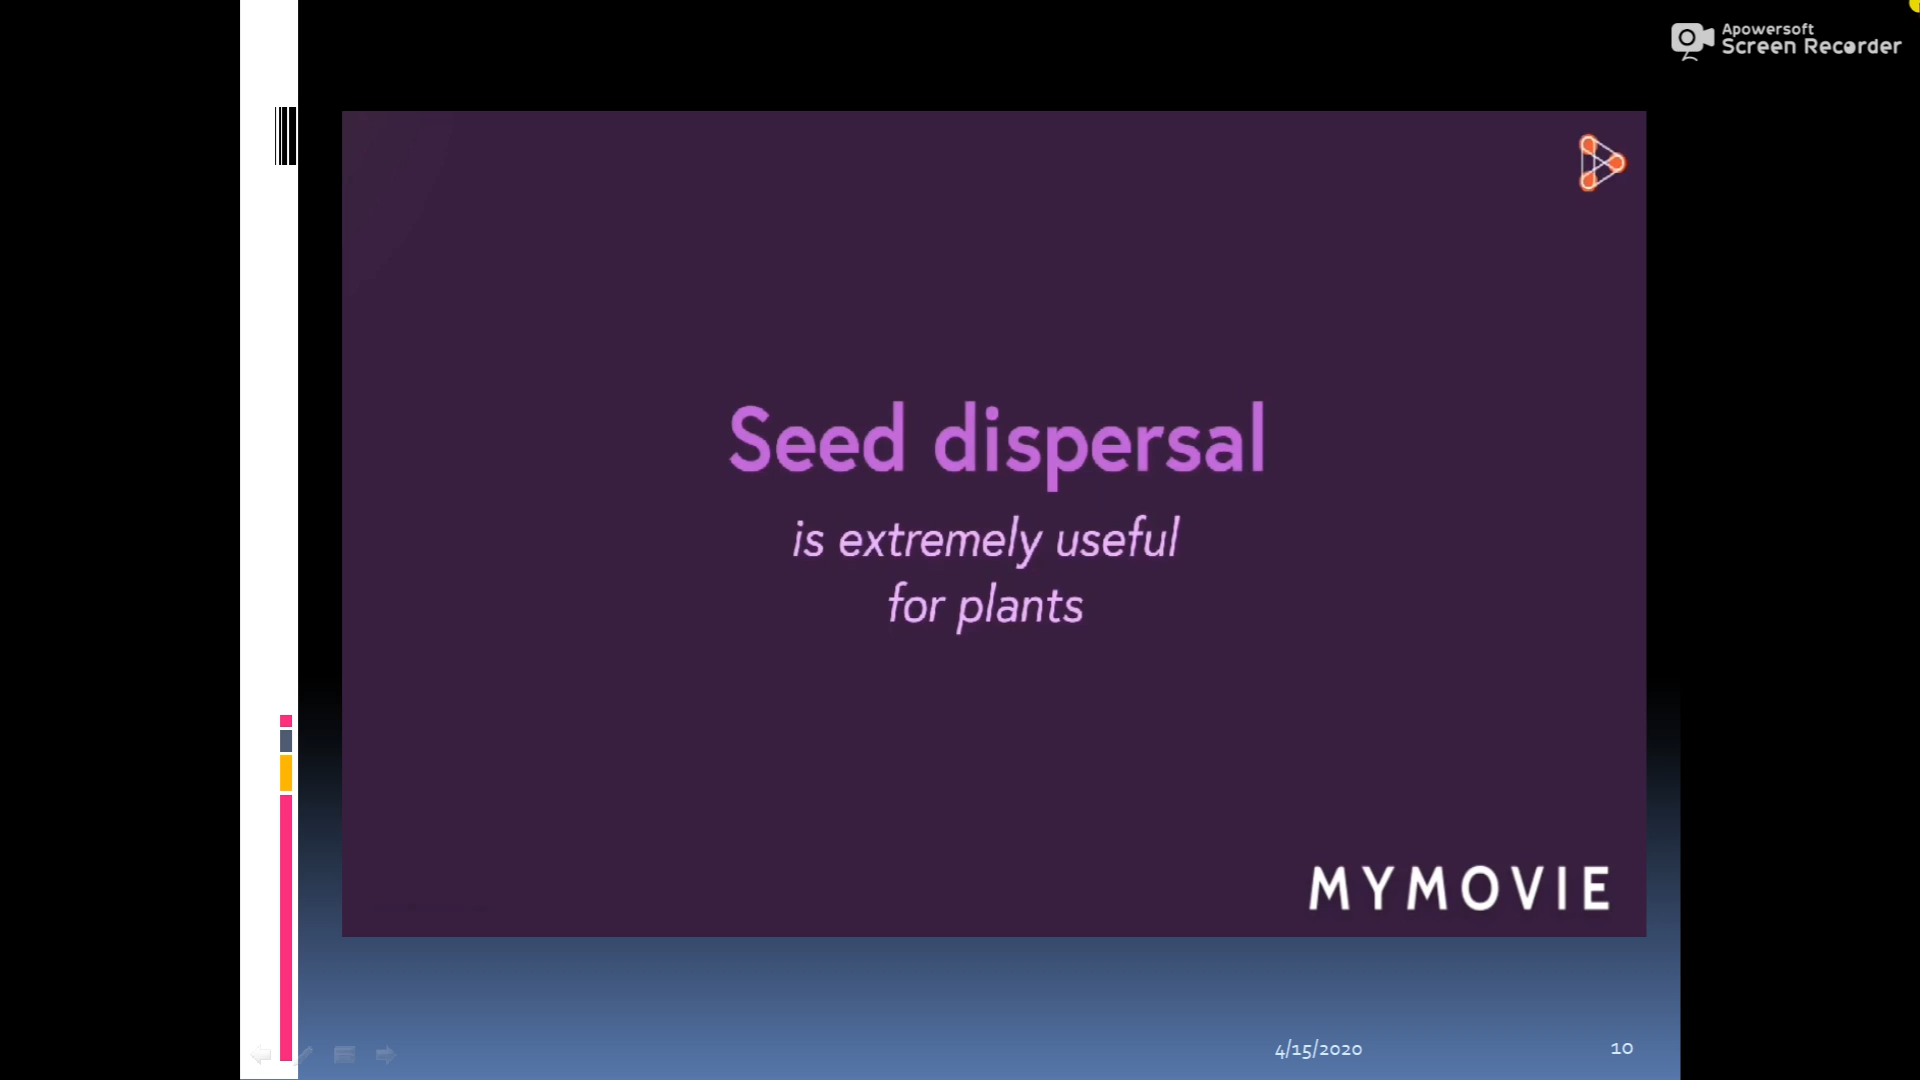 Apowersoft
Screen Recorder
Seed dispersal
is extremely useful
for plants
MYMOVIE
4/15/2020
10